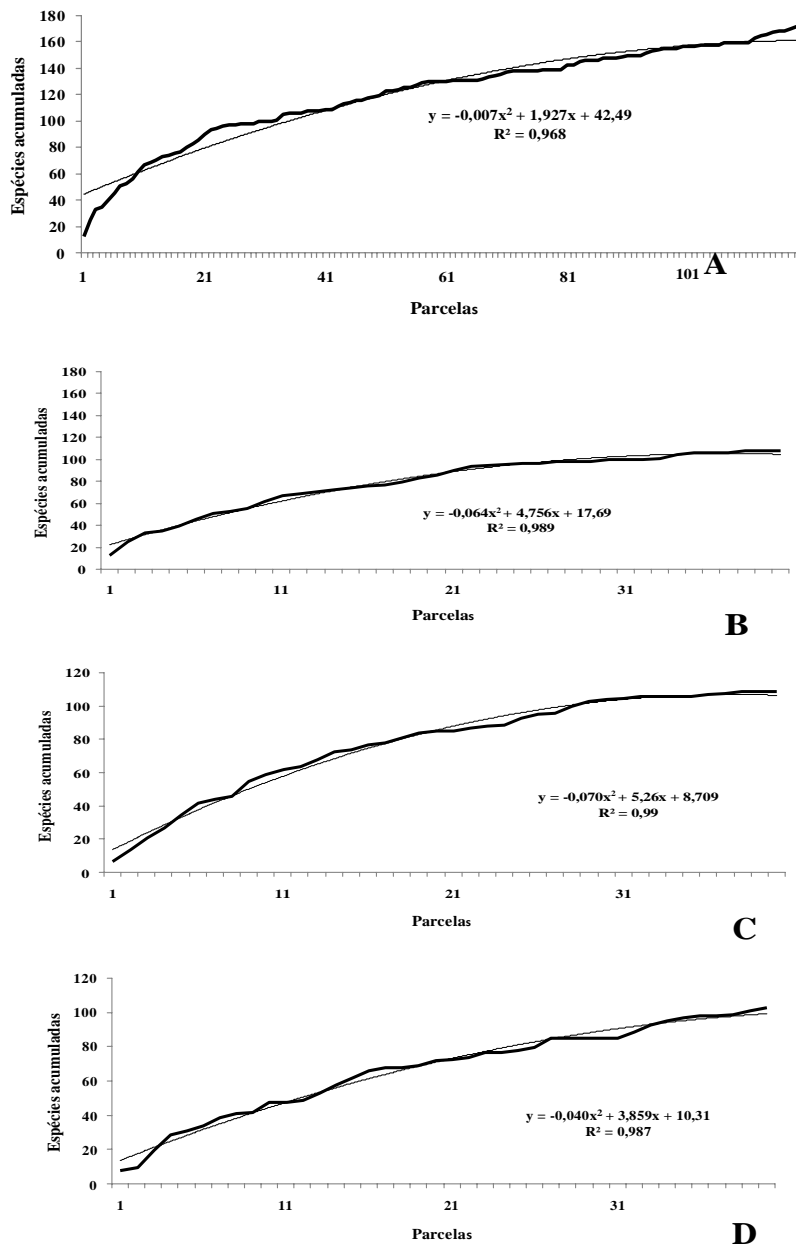 180
160
140
120
100
80
60
40
20
0
Espécies acumuladas
y = -0,007x² + 1,927x + 42,49
R² = 0,968
1 21 41 61 81 101
A
Parcelas
180
160
140
120
100
80
60
40
20
0
Espécies acumuladas
y = -0,064x² + 4,756x + 17,69
R² = 0,989
1 11 21 31
Parcelas
B
120
100
80
60
40
20
0
Espécies acumuladas
y = -0,070x² + 5,26x + 8,709
R² = 0,99
1 11 21 31
Parcelas
C
120
100
80
60
40
20
0
Espécies acumuladas
y = -0,040x² + 3,859x + 10,31
R² = 0,987
1 11 21 31
Parcelas
D